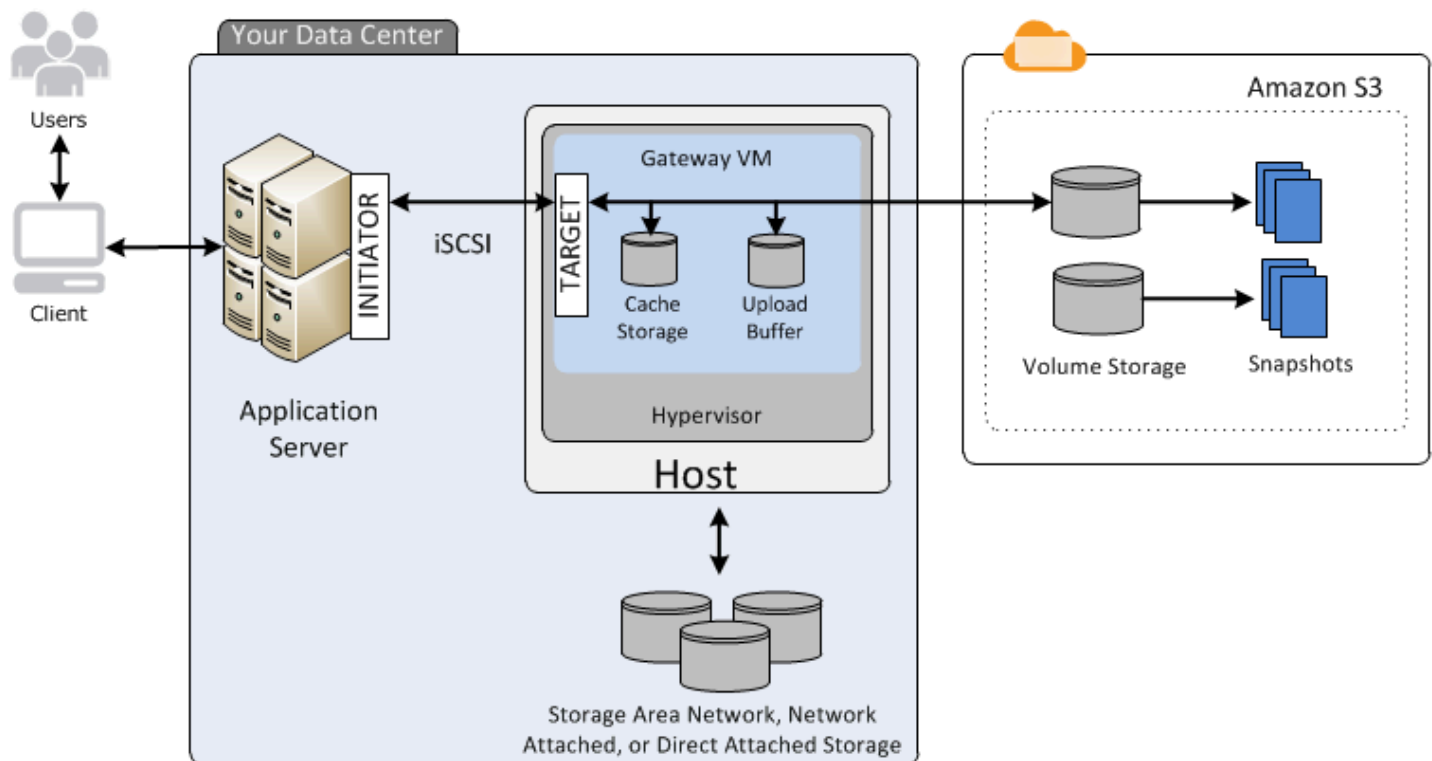 Your Data Center
Users
Client
Application
Server
INITIATOR
iSCSI
TARGET
Gateway VM
Cache
Storage
Upload
Buffer
Hypervisor
Host
Storage Area Network, Network
Attached, or Direct Attached Storage
Amazon S3
Volume Storage
Snapshots